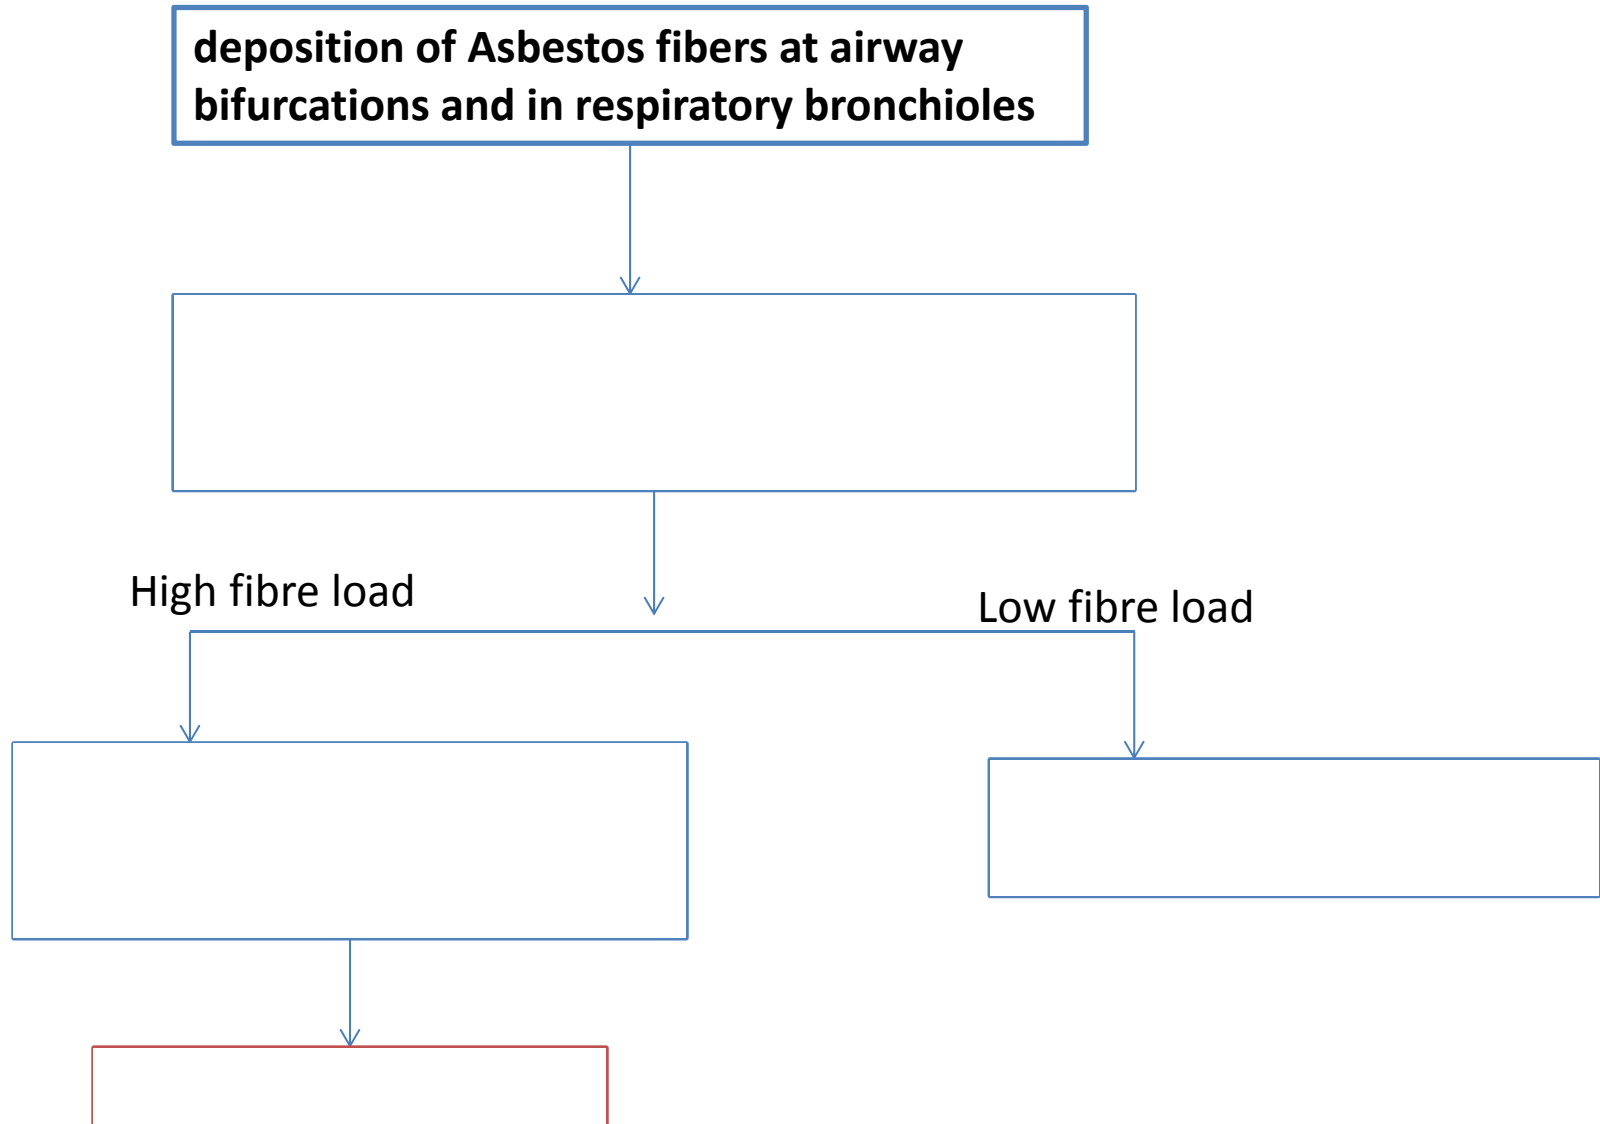 deposition of Asbestos fibers at airway
bifurcations and in respiratory bronchioles
High fibre load
Low fibre load